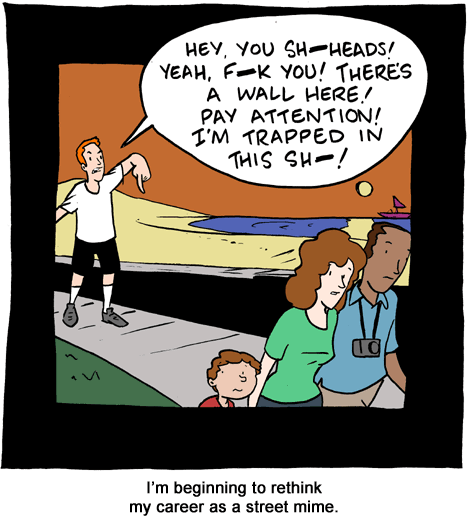 HEY, YOU SH—HEADS!
YEAH, F—K YOU! THERE'S
A WALL HERE!
PAY ATTENTION!
I'M TRAPPED IN
THIS SH—!
I'm beginning to rethink
my career as a street mime.